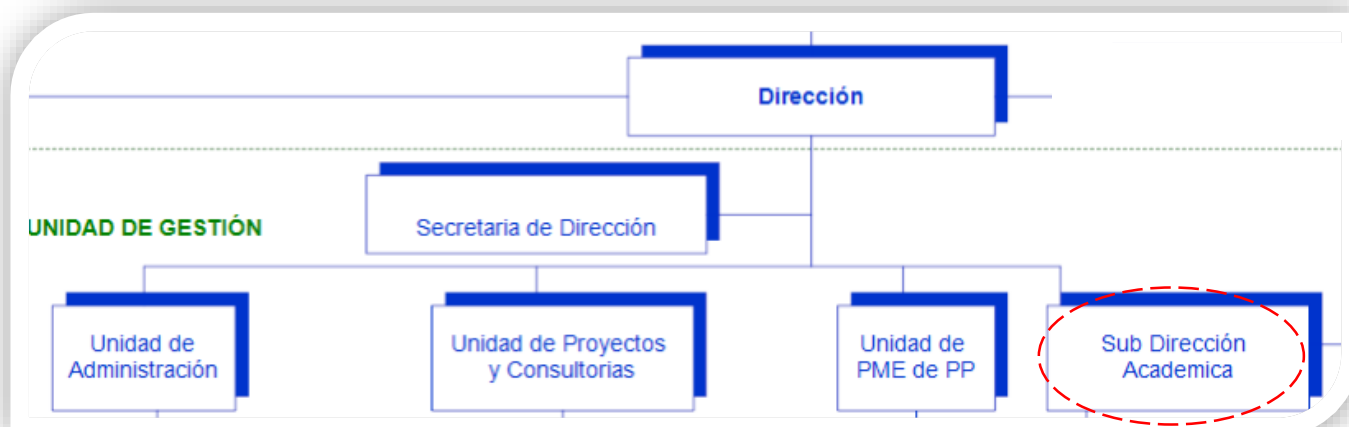 Dirección
Secretaria de Dirección
UNIDAD DE GESTIÓN
Unidad de
Administración
Unidad de Proyectos
y Consultorias
Unidad de
PME de PP
Sub Dirección
Academica